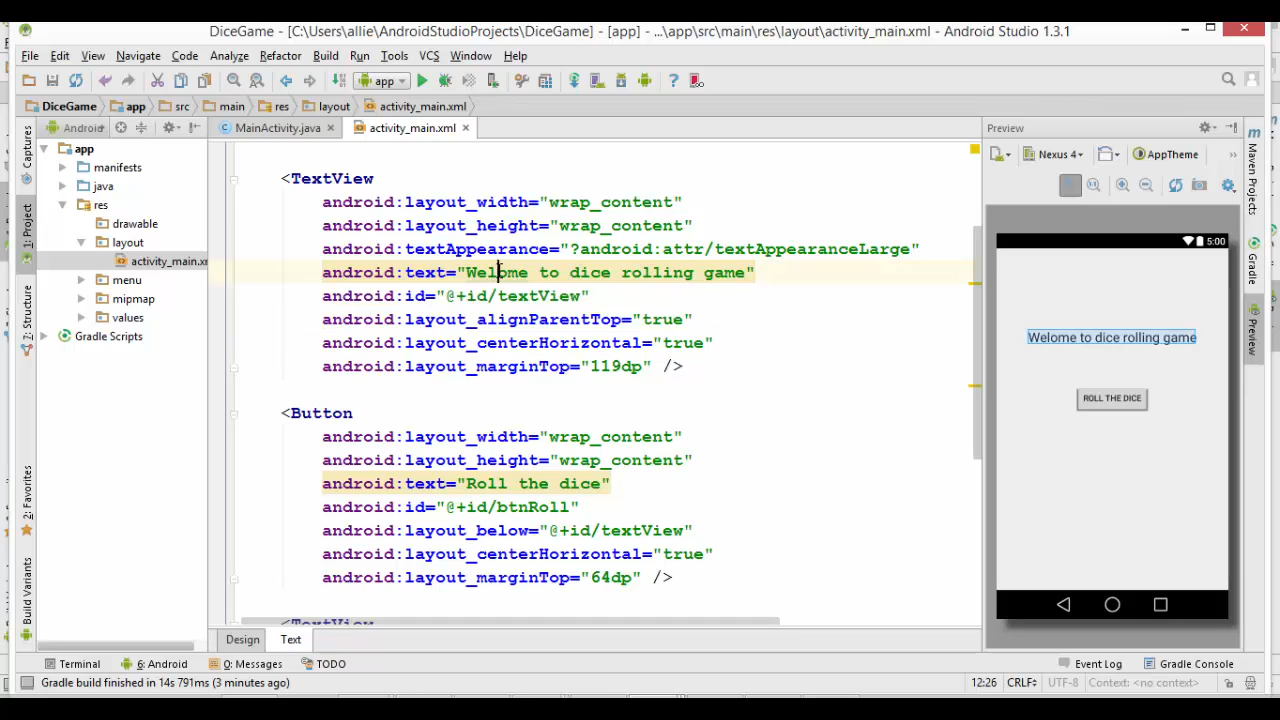 DiceGame - [C:\Users\allie\AndroidStudioProjects\DiceGame] - [app] - ...\app\src\main\res\layout\activity_main.xml - Android Studio 1.3.1
File Edit View Navigate Code Analyze Refactor Build Run Tools VCS Window Help
app
DiceGame app src main res layout activity_main.xml
Android MainActivity.java activity_main.xml Preview
Nexus 4 AppTheme
app
manifests
java
res
drawable
layout
activity_main.xr
menu
mipmap
values
Gradle Scripts
Captures
1: Project
7: Structure
2: Favorites
Build Variants
<TextView
android:layout_width="wrap_content"
android:layout_height="wrap_content"
android:textAppearance="?android:attr/textAppearanceLarge"
android:text="Welome to dice rolling game"
android:id="@+id/textView"
android:layout_alignParentTop="true"
android:layout_centerHorizontal="true"
android:layout_marginTop="119dp" />
<Button
android:layout_width="wrap_content"
android:layout_height="wrap_content"
android:text="Roll the dice"
android:id="@+id/btnRoll"
android:layout_below="@+id/textView"
android:layout_centerHorizontal="true"
android:layout_marginTop="64dp" />
<TextView
5:00
Welome to dice rolling game
ROLL THE DICE
Maven Projects
Gradle
Preview
Design Text
Terminal 6: Android 0: Messages TODO Event Log Gradle Console
Gradle build finished in 14s 791ms (3 minutes ago) 12:26 CRLF UTF-8 Context: <no context>